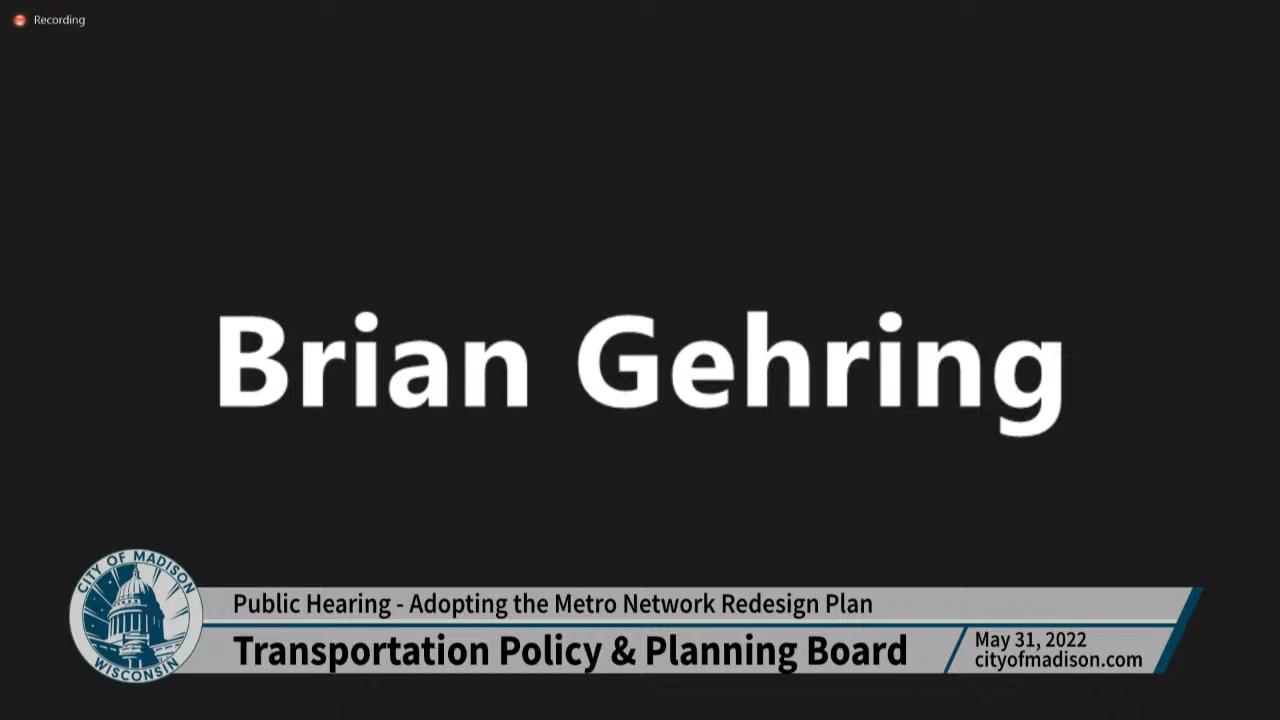 Recording
Brian Gehring
CITY OF MADISON
WISCONSIN
Public Hearing - Adopting the Metro Network Redesign Plan
Transportation Policy & Planning Board
May 31, 2022
cityofmadison.com